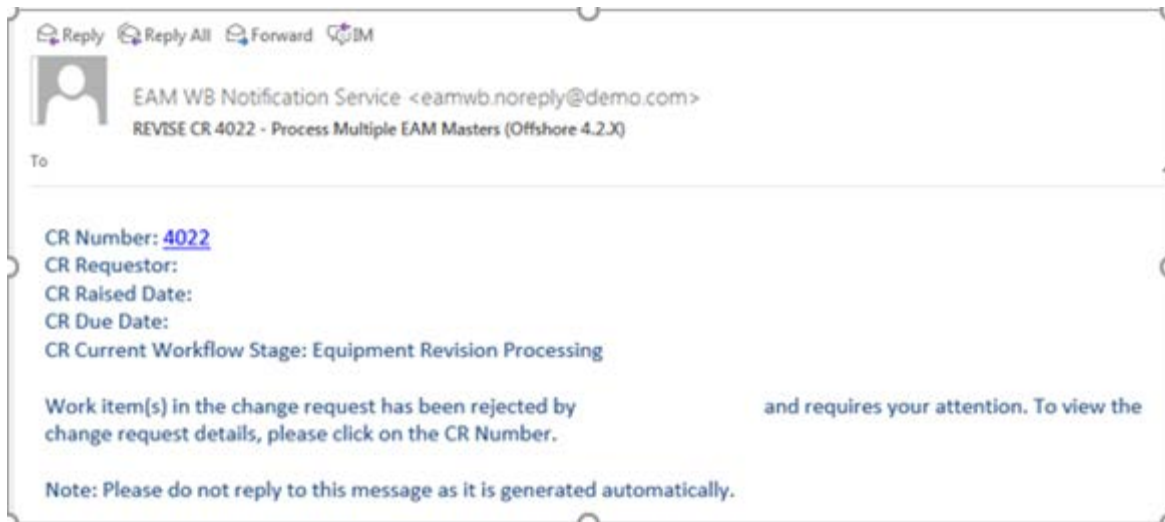 Reply Reply All Forward IM
EAM WB Notification Service <eamwb.noreply@demo.com>
REVISE CR 4022 - Process Multiple EAM Masters (Offshore 4.2.X)
To
CR Number: 4022
CR Requestor:
CR Raised Date:
CR Due Date:
CR Current Workflow Stage: Equipment Revision Processing
Work item(s) in the change request has been rejected by and requires your attention. To view the
change request details, please click on the CR Number.
Note: Please do not reply to this message as it is generated automatically.